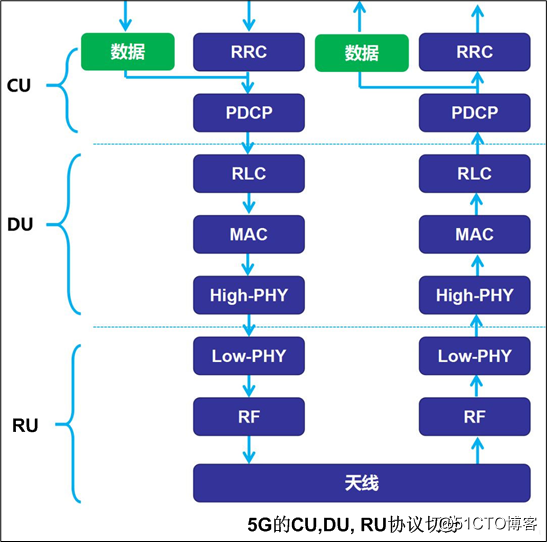 数据 RRC 数据 RRC
CU
PDCP PDCP
RLC RLC
DU MAC MAC
High-PHY High-PHY
Low-PHY Low-PHY
RU RF RF
天线
5G的CU,DU, RU协议切分
@51CTO博客